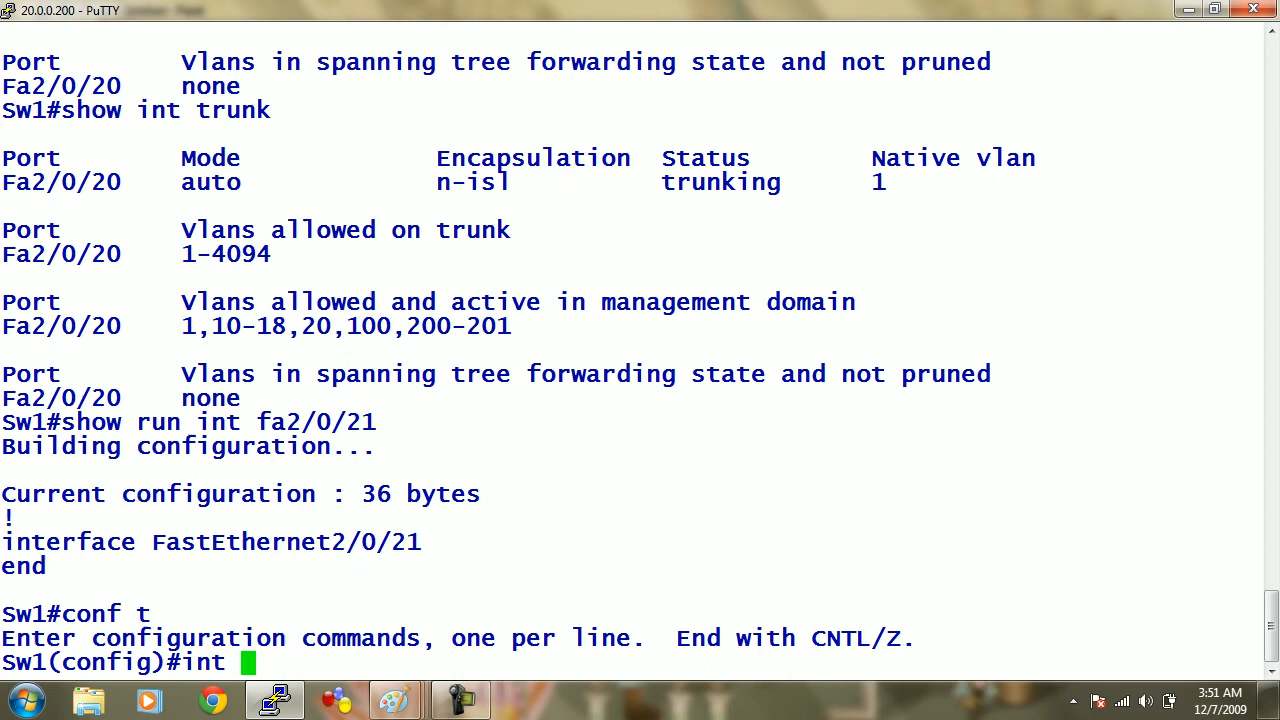 20.0.0.200 - PuTTY
Port Vlans in spanning tree forwarding state and not pruned
Fa2/0/20 none
Sw1#show int trunk
Port Mode Encapsulation Status Native vlan
Fa2/0/20 auto n-isl trunking 1
Port Vlans allowed on trunk
Fa2/0/20 1-4094
Port Vlans allowed and active in management domain
Fa2/0/20 1,10-18,20,100,200-201
Port Vlans in spanning tree forwarding state and not pruned
Fa2/0/20 none
Sw1#show run int fa2/0/21
Building configuration...
Current configuration : 36 bytes
!
interface FastEthernet2/0/21
end
Sw1#conf t
Enter configuration commands, one per line. End with CNTL/Z.
Sw1(config)#int
3:51 AM
12/7/2009